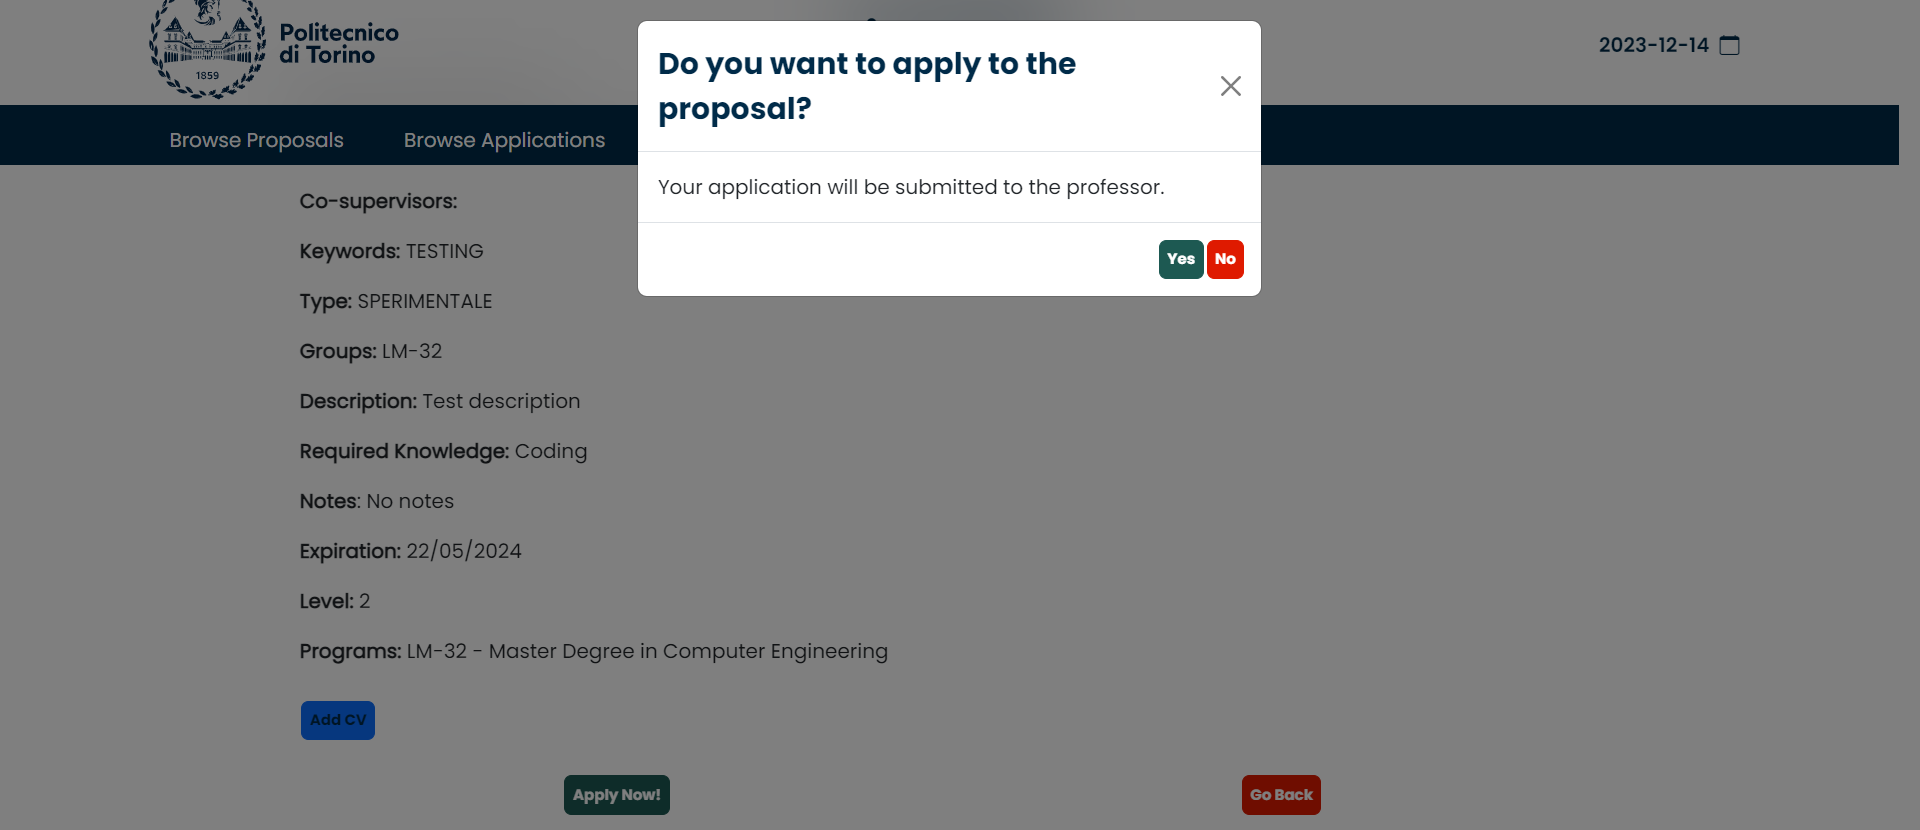 Politecnico
di Torino
1859
2023-12-14
Browse Proposals
Browse Applications
Do you want to apply to the
proposal?
Your application will be submitted to the professor.
Yes
No
Co-supervisors:
Keywords: TESTING
Type: SPERIMENTALE
Groups: LM-32
Description: Test description
Required Knowledge: Coding
Notes: No notes
Expiration: 22/05/2024
Level: 2
Programs: LM-32 - Master Degree in Computer Engineering
Add CV
Apply Now!
Go Back